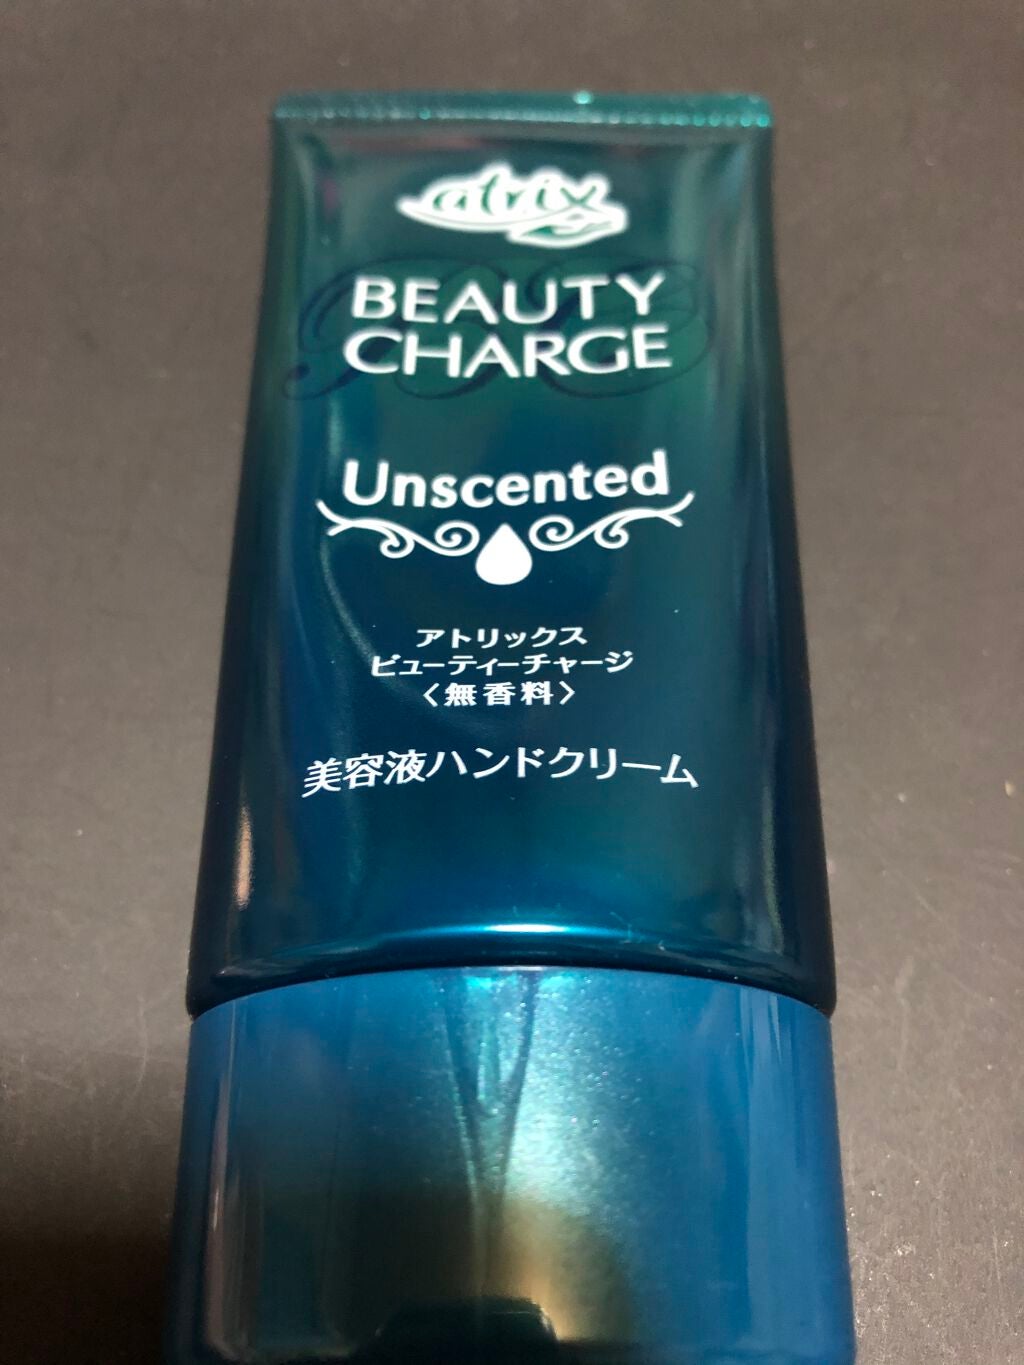 atrix
BEAUTY
CHARGE
Unscented
アトリックス
ビューティーチャージ
〈無香料〉
美容液ハンドクリーム